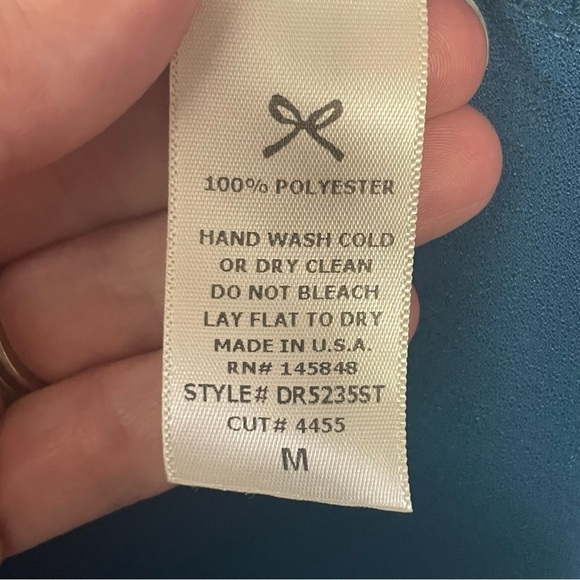 100% POLYESTER
HAND WASH COLD
OR DRY CLEAN
DO NOT BLEACH
LAY FLAT TO DRY
MADE IN U.S.A.
RN# 145848
STYLE# DR5235ST
CUT# 4455
M